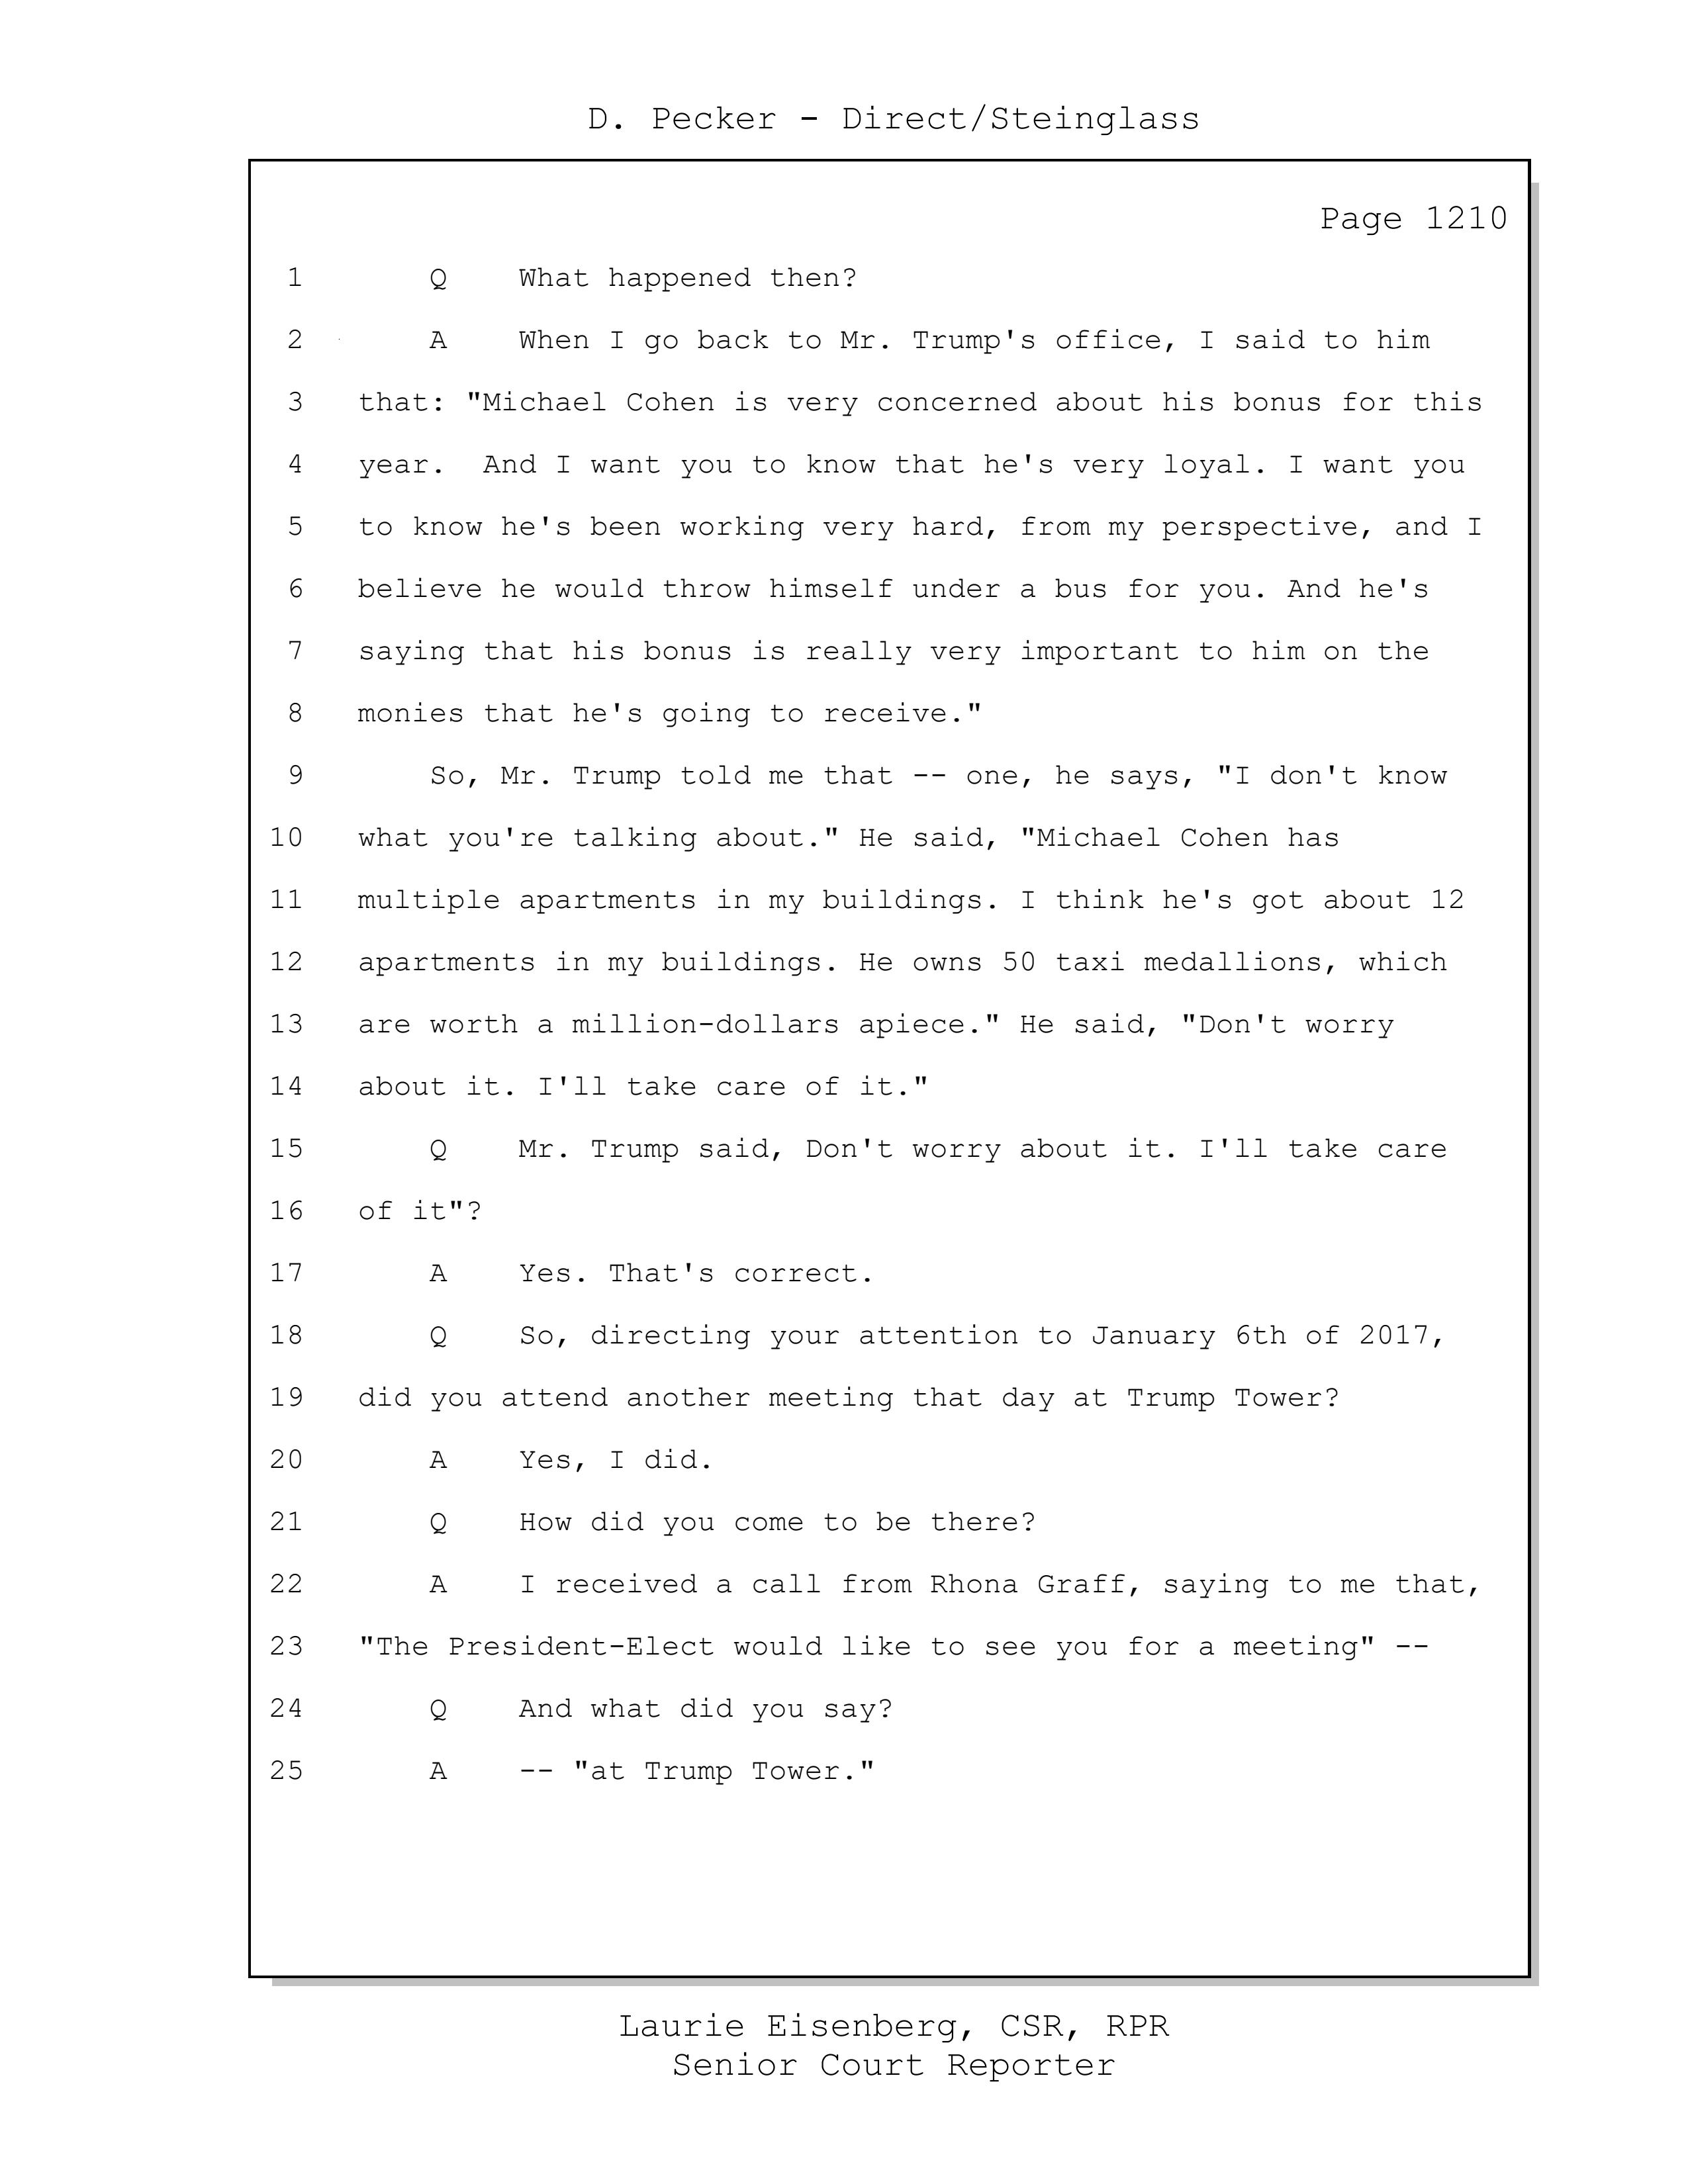 D. Pecker - Direct/Steinglass
Page 1210
1 Q What happened then?
2 A When I go back to Mr. Trump's office, I said to him
3 that: "Michael Cohen is very concerned about his bonus for this
4 year.  And I want you to know that he's very loyal. I want you
5 to know he's been working very hard, from my perspective, and I
6 believe he would throw himself under a bus for you. And he's
7 saying that his bonus is really very important to him on the
8 monies that he's going to receive."
9 So, Mr. Trump told me that -- one, he says, "I don't know
10 what you're talking about." He said, "Michael Cohen has
11 multiple apartments in my buildings. I think he's got about 12
12 apartments in my buildings. He owns 50 taxi medallions, which
13 are worth a million-dollars apiece." He said, "Don't worry
14 about it. I'll take care of it."
15 Q Mr. Trump said, Don't worry about it. I'll take care
16 of it"?
17 A Yes. That's correct.
18 Q So, directing your attention to January 6th of 2017,
19 did you attend another meeting that day at Trump Tower?
20 A Yes, I did.
21 Q How did you come to be there?
22 A I received a call from Rhona Graff, saying to me that,
23 "The President-Elect would like to see you for a meeting" --
24 Q And what did you say?
25 A -- "at Trump Tower."
Laurie Eisenberg, CSR, RPR
Senior Court Reporter